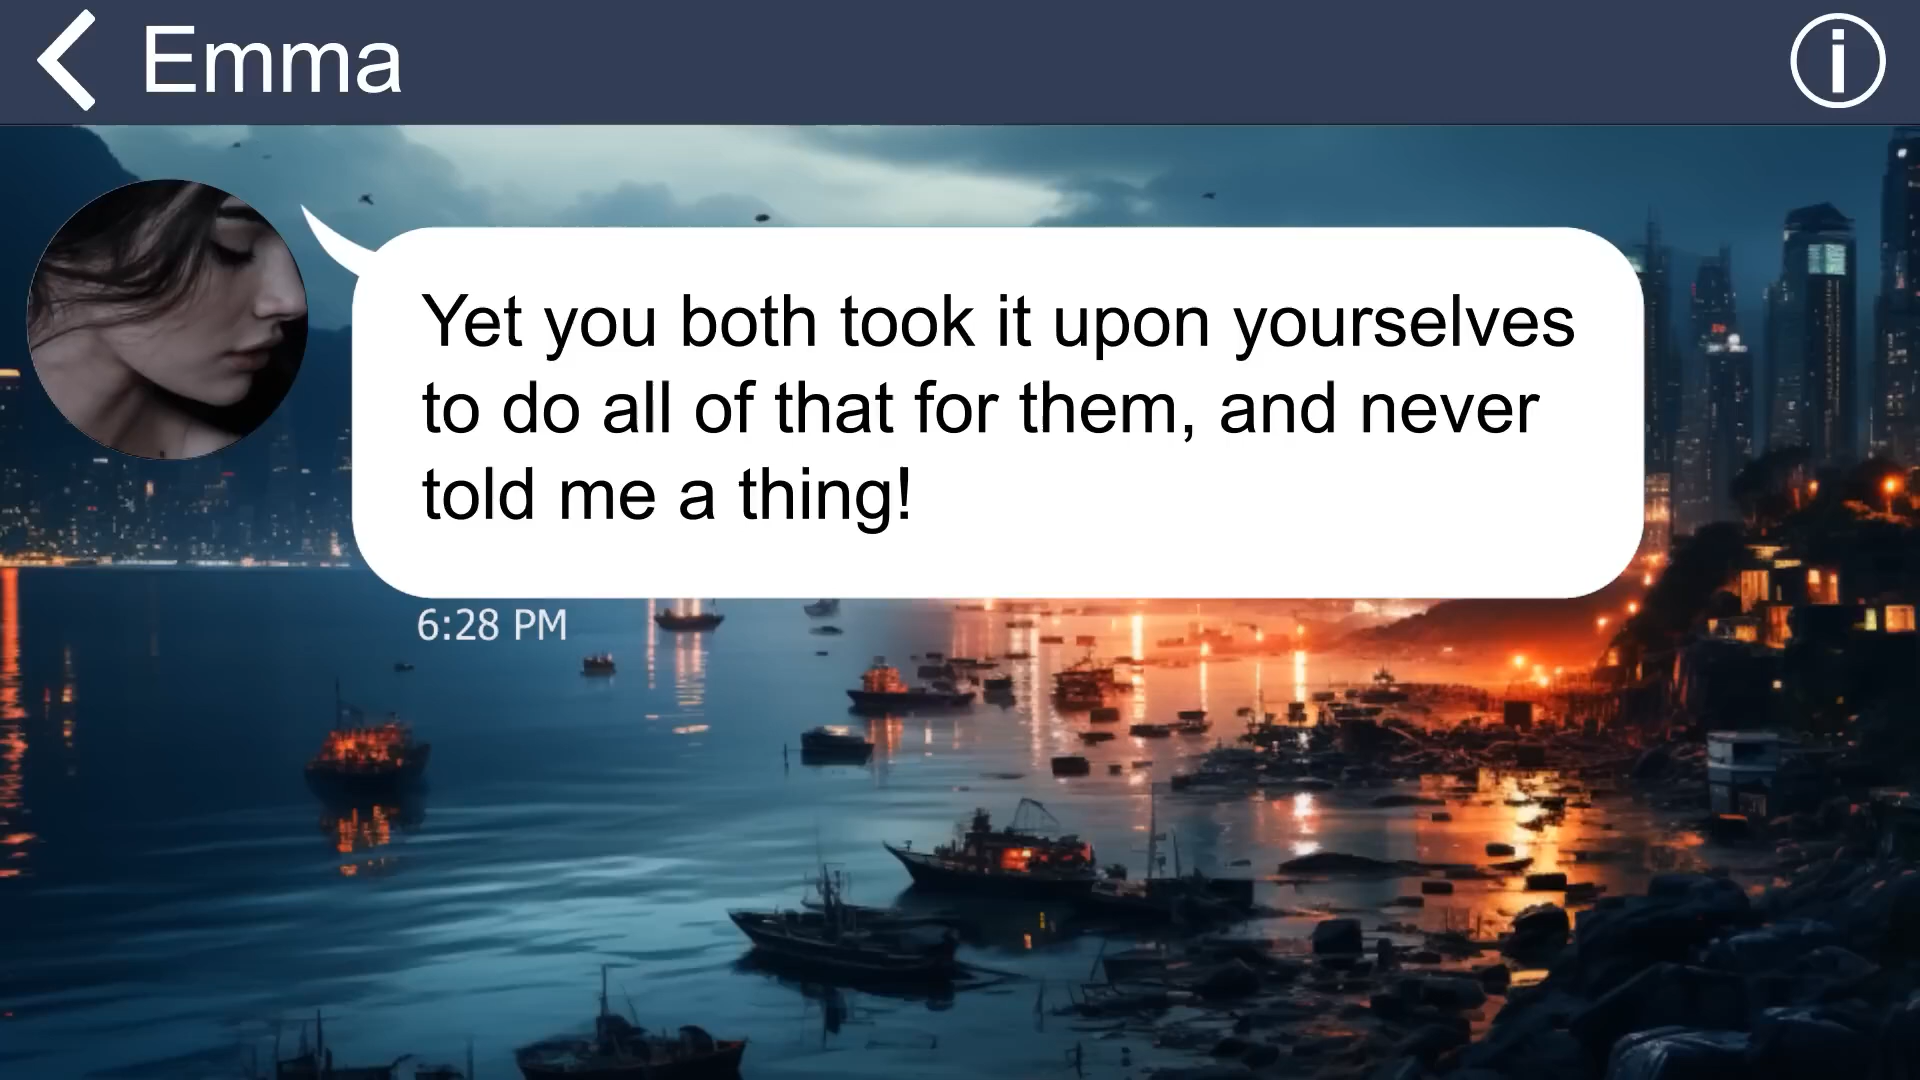 Emma
Yet you both took it upon yourselves
to do all of that for them, and never
told me a thing!
6:28 PM